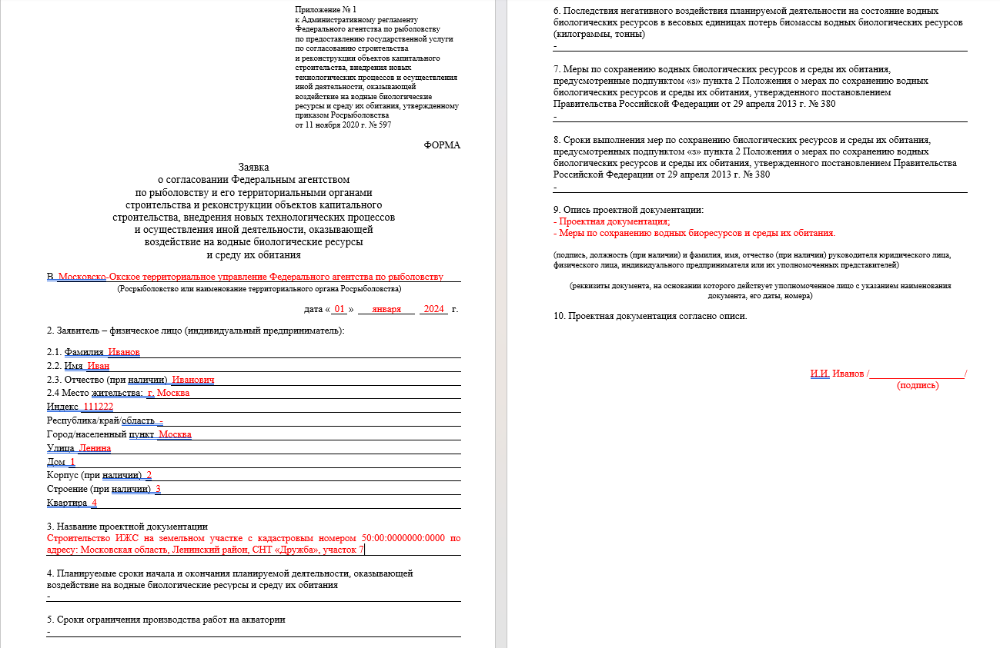 Приложение № 1
к Административному регламенту
Федерального агентства по рыболовству
по предоставлению государственной услуги
по согласованию строительства
и реконструкции объектов капитального
строительства, внедрения новых
технологических процессов и осуществления
иной деятельности, оказывающей
воздействие на водные биологические
ресурсы и среду их обитания, утвержденному
приказом Росрыболовства
от 11 ноября 2020 г. № 597
ФОРМА
Заявка
о согласовании Федеральным агентством
по рыболовству и его территориальными органами
строительства и реконструкции объектов капитального
строительства, внедрения новых технологических процессов
и осуществления иной деятельности, оказывающей
воздействие на водные биологические ресурсы
и среду их обитания
В Московско-Окское территориальное управление Федерального агентства по рыболовству
(Росрыболовство или наименование территориального органа Росрыболовства)
дата « 01 » января 2024 г.
2. Заявитель – физическое лицо (индивидуальный предприниматель):
2.1. Фамилия Иванов
2.2. Имя Иван
2.3. Отчество (при наличии) Иванович
2.4 Место жительства: г. Москва
Индекс 111222
Республика/край/область -
Город/населенный пункт Москва
Улица Ленина
Дом 1
Корпус (при наличии) 2
Строение (при наличии) 3
Квартира 4
3. Название проектной документации
Строительство ИЖС на земельном участке с кадастровым номером 50:00:0000000:0000 по
адресу: Московская область, Ленинский район, СНТ «Дружба», участок 7
4. Планируемые сроки начала и окончания планируемой деятельности, оказывающей
воздействие на водные биологические ресурсы и среду их обитания
-
5. Сроки ограничения производства работ на акватории
-
6. Последствия негативного воздействия планируемой деятельности на состояние водных
биологических ресурсов в весовых единицах потерь биомассы водных биологических ресурсов
(килограммы, тонны)
-
7. Меры по сохранению водных биологических ресурсов и среды их обитания,
предусмотренные подпунктом «з» пункта 2 Положения о мерах по сохранению водных
биологических ресурсов и среды их обитания, утвержденного постановлением
Правительства Российской Федерации от 29 апреля 2013 г. № 380
-
8. Сроки выполнения мер по сохранению биологических ресурсов и среды их обитания,
предусмотренных подпунктом «з» пункта 2 Положения о мерах по сохранению водных
биологических ресурсов и среды их обитания, утвержденного постановлением Правительства
Российской Федерации от 29 апреля 2013 г. № 380
-
9. Опись проектной документации:
- Проектная документация;
- Меры по сохранению водных биоресурсов и среды их обитания.
(подпись, должность (при наличии) и фамилия, имя, отчество (при наличии) руководителя юридического лица,
физического лица, индивидуального предпринимателя или их уполномоченных представителей)
(реквизиты документа, на основании которого действует уполномоченное лицо с указанием наименования
документа, его даты, номера)
10. Проектная документация согласно описи.
И.И. Иванов /____________________/
(подпись)